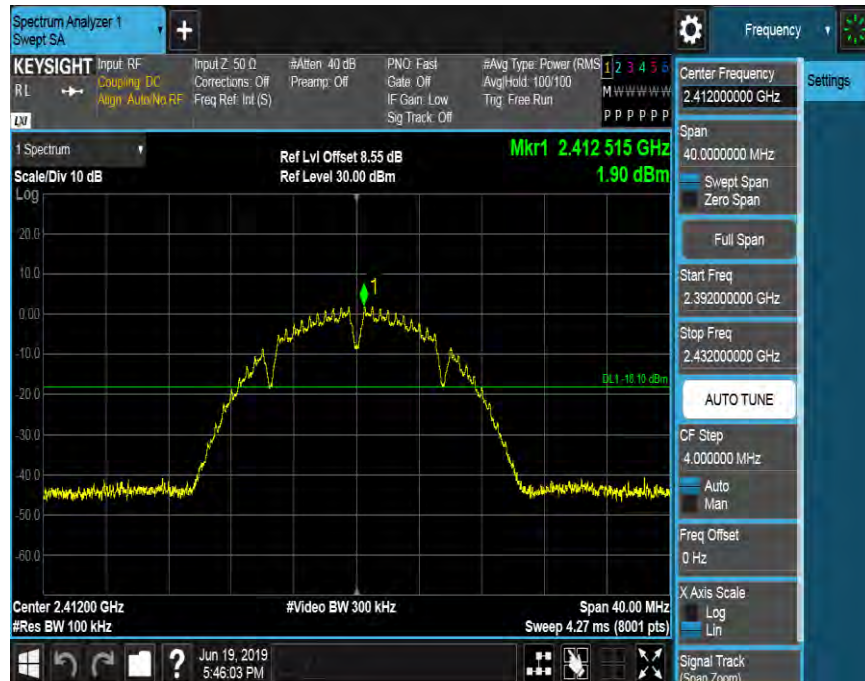 Spectrum Analyzer 1
Swept SA
+
Frequency
KEYSIGHT
RL
LXI
Input: RF
Coupling: DC
Align: Auto/No RF
Input Z: 50 Ω
Corrections: Off
Freq Ref: Int (S)
#Atten: 40 dB
Preamp: Off
PNO: Fast
Gate: Off
IF Gain: Low
Sig Track: Off
#Avg Type: Power (RMS
Avg|Hold: 100/100
Trig: Free Run
1 2 3 4 5 6
M W W W W W
P P P P P P
Settings
1 Spectrum
Scale/Div 10 dB
Log
Ref Lvl Offset 8.55 dB
Ref Level 30.00 dBm
Mkr1 2.412 515 GHz
1.90 dBm
20.0
10.0
0.00
-10.0
-20.0
-30.0
-40.0
-50.0
-60.0
1
DL1 -18.10 dBm
Center 2.41200 GHz
#Res BW 100 kHz
#Video BW 300 kHz
Span 40.00 MHz
Sweep 4.27 ms (8001 pts)
Center Frequency
2.412000000 GHz
Span
40.0000000 MHz
Swept Span
Zero Span
Full Span
Start Freq
2.392000000 GHz
Stop Freq
2.432000000 GHz
AUTO TUNE
CF Step
4.000000 MHz
Auto
Man
Freq Offset
0 Hz
X Axis Scale
Log
Lin
Signal Track
(Span Zoom)
?
Jun 19, 2019
5:46:03 PM